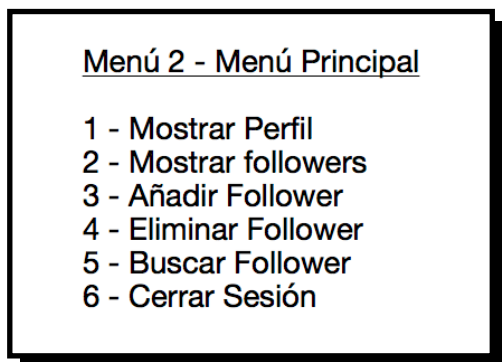 Menú 2 - Menú Principal
1 - Mostrar Perfil
2 - Mostrar followers
3 - Añadir Follower
4 - Eliminar Follower
5 - Buscar Follower
6 - Cerrar Sesión